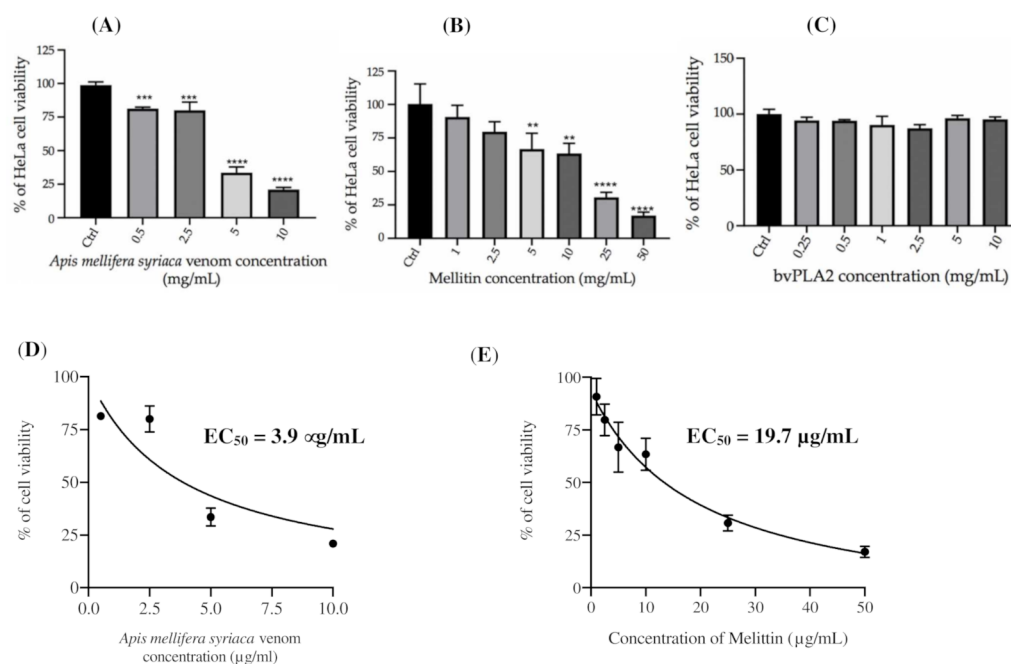 (A)
% of HeLa cell viability
125
100
75
50
25
0
***
***
****
****
Ctrl
0.5
2.5
5
10
Apis mellifera syriaca venom concentration
(mg/mL)
(B)
% of HeLa cell viability
125
100
75
50
25
0
**
**
****
****
Ctrl
1
2.5
5
10
25
50
Mellitin concentration (mg/mL)
(C)
% of HeLa cell viability
150
100
50
0
Ctrl
0.25
0.5
1
2.5
5
10
bvPLA2 concentration (mg/mL)
(D)
% of cell viability
100
75
50
25
0
EC50 = 3.9 ∝g/mL
0.0 2.5 5.0 7.5 10.0
Apis mellifera syriaca venom
concentration (µg/ml)
(E)
% of cell viability
100
75
50
25
0
EC50 = 19.7 µg/mL
0 10 20 30 40 50
Concentration of Melittin (µg/mL)